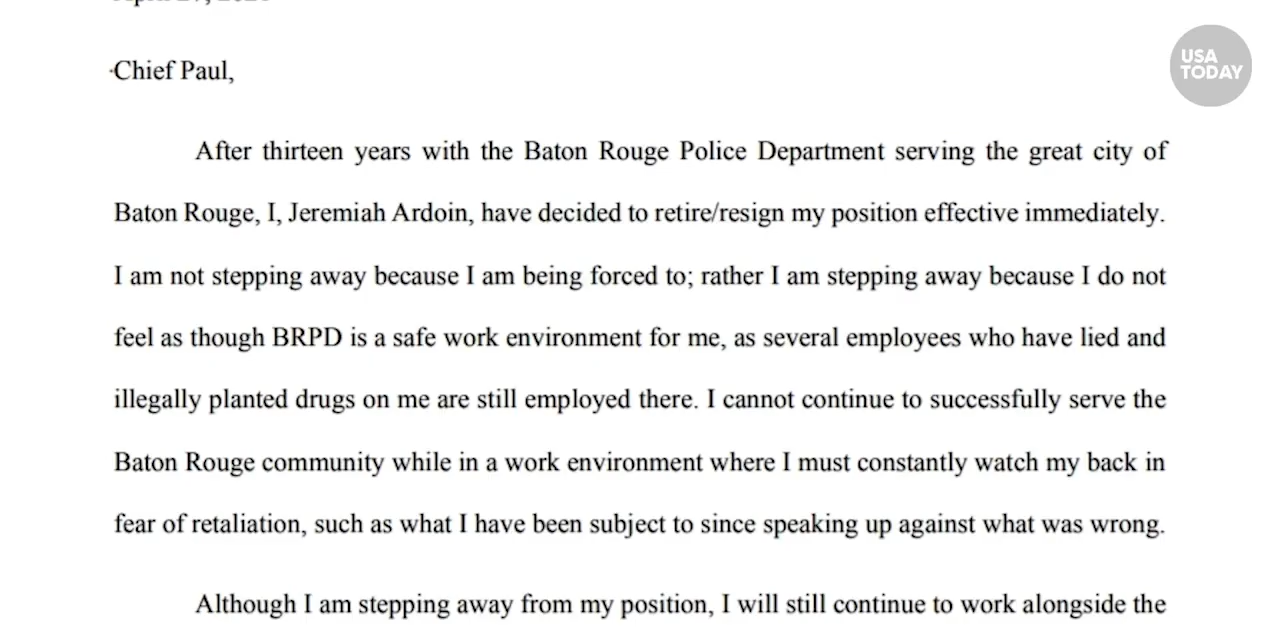 Chief Paul,
USA
TODAY
After thirteen years with the Baton Rouge Police Department serving the great city of
Baton Rouge, I, Jeremiah Ardoin, have decided to retire/resign my position effective immediately.
I am not stepping away because I am being forced to; rather I am stepping away because I do not
feel as though BRPD is a safe work environment for me, as several employees who have lied and
illegally planted drugs on me are still employed there. I cannot continue to successfully serve the
Baton Rouge community while in a work environment where I must constantly watch my back in
fear of retaliation, such as what I have been subject to since speaking up against what was wrong.
Although I am stepping away from my position, I will still continue to work alongside the